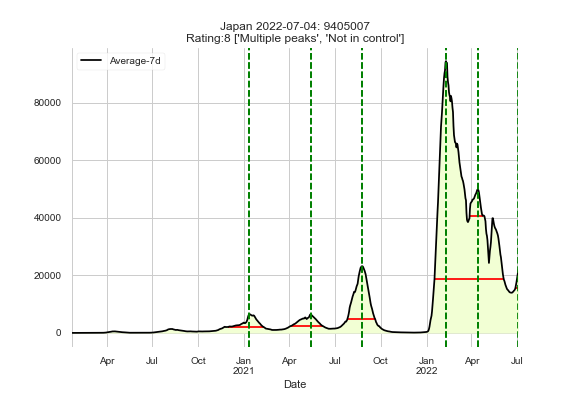 Japan 2022-07-04: 9405007
Rating:8 ['Multiple peaks', 'Not in control']
Average-7d
80000
60000
40000
20000
0
Apr Jul Oct Jan Apr Jul Oct Jan Apr Jul
2021 2022
Date